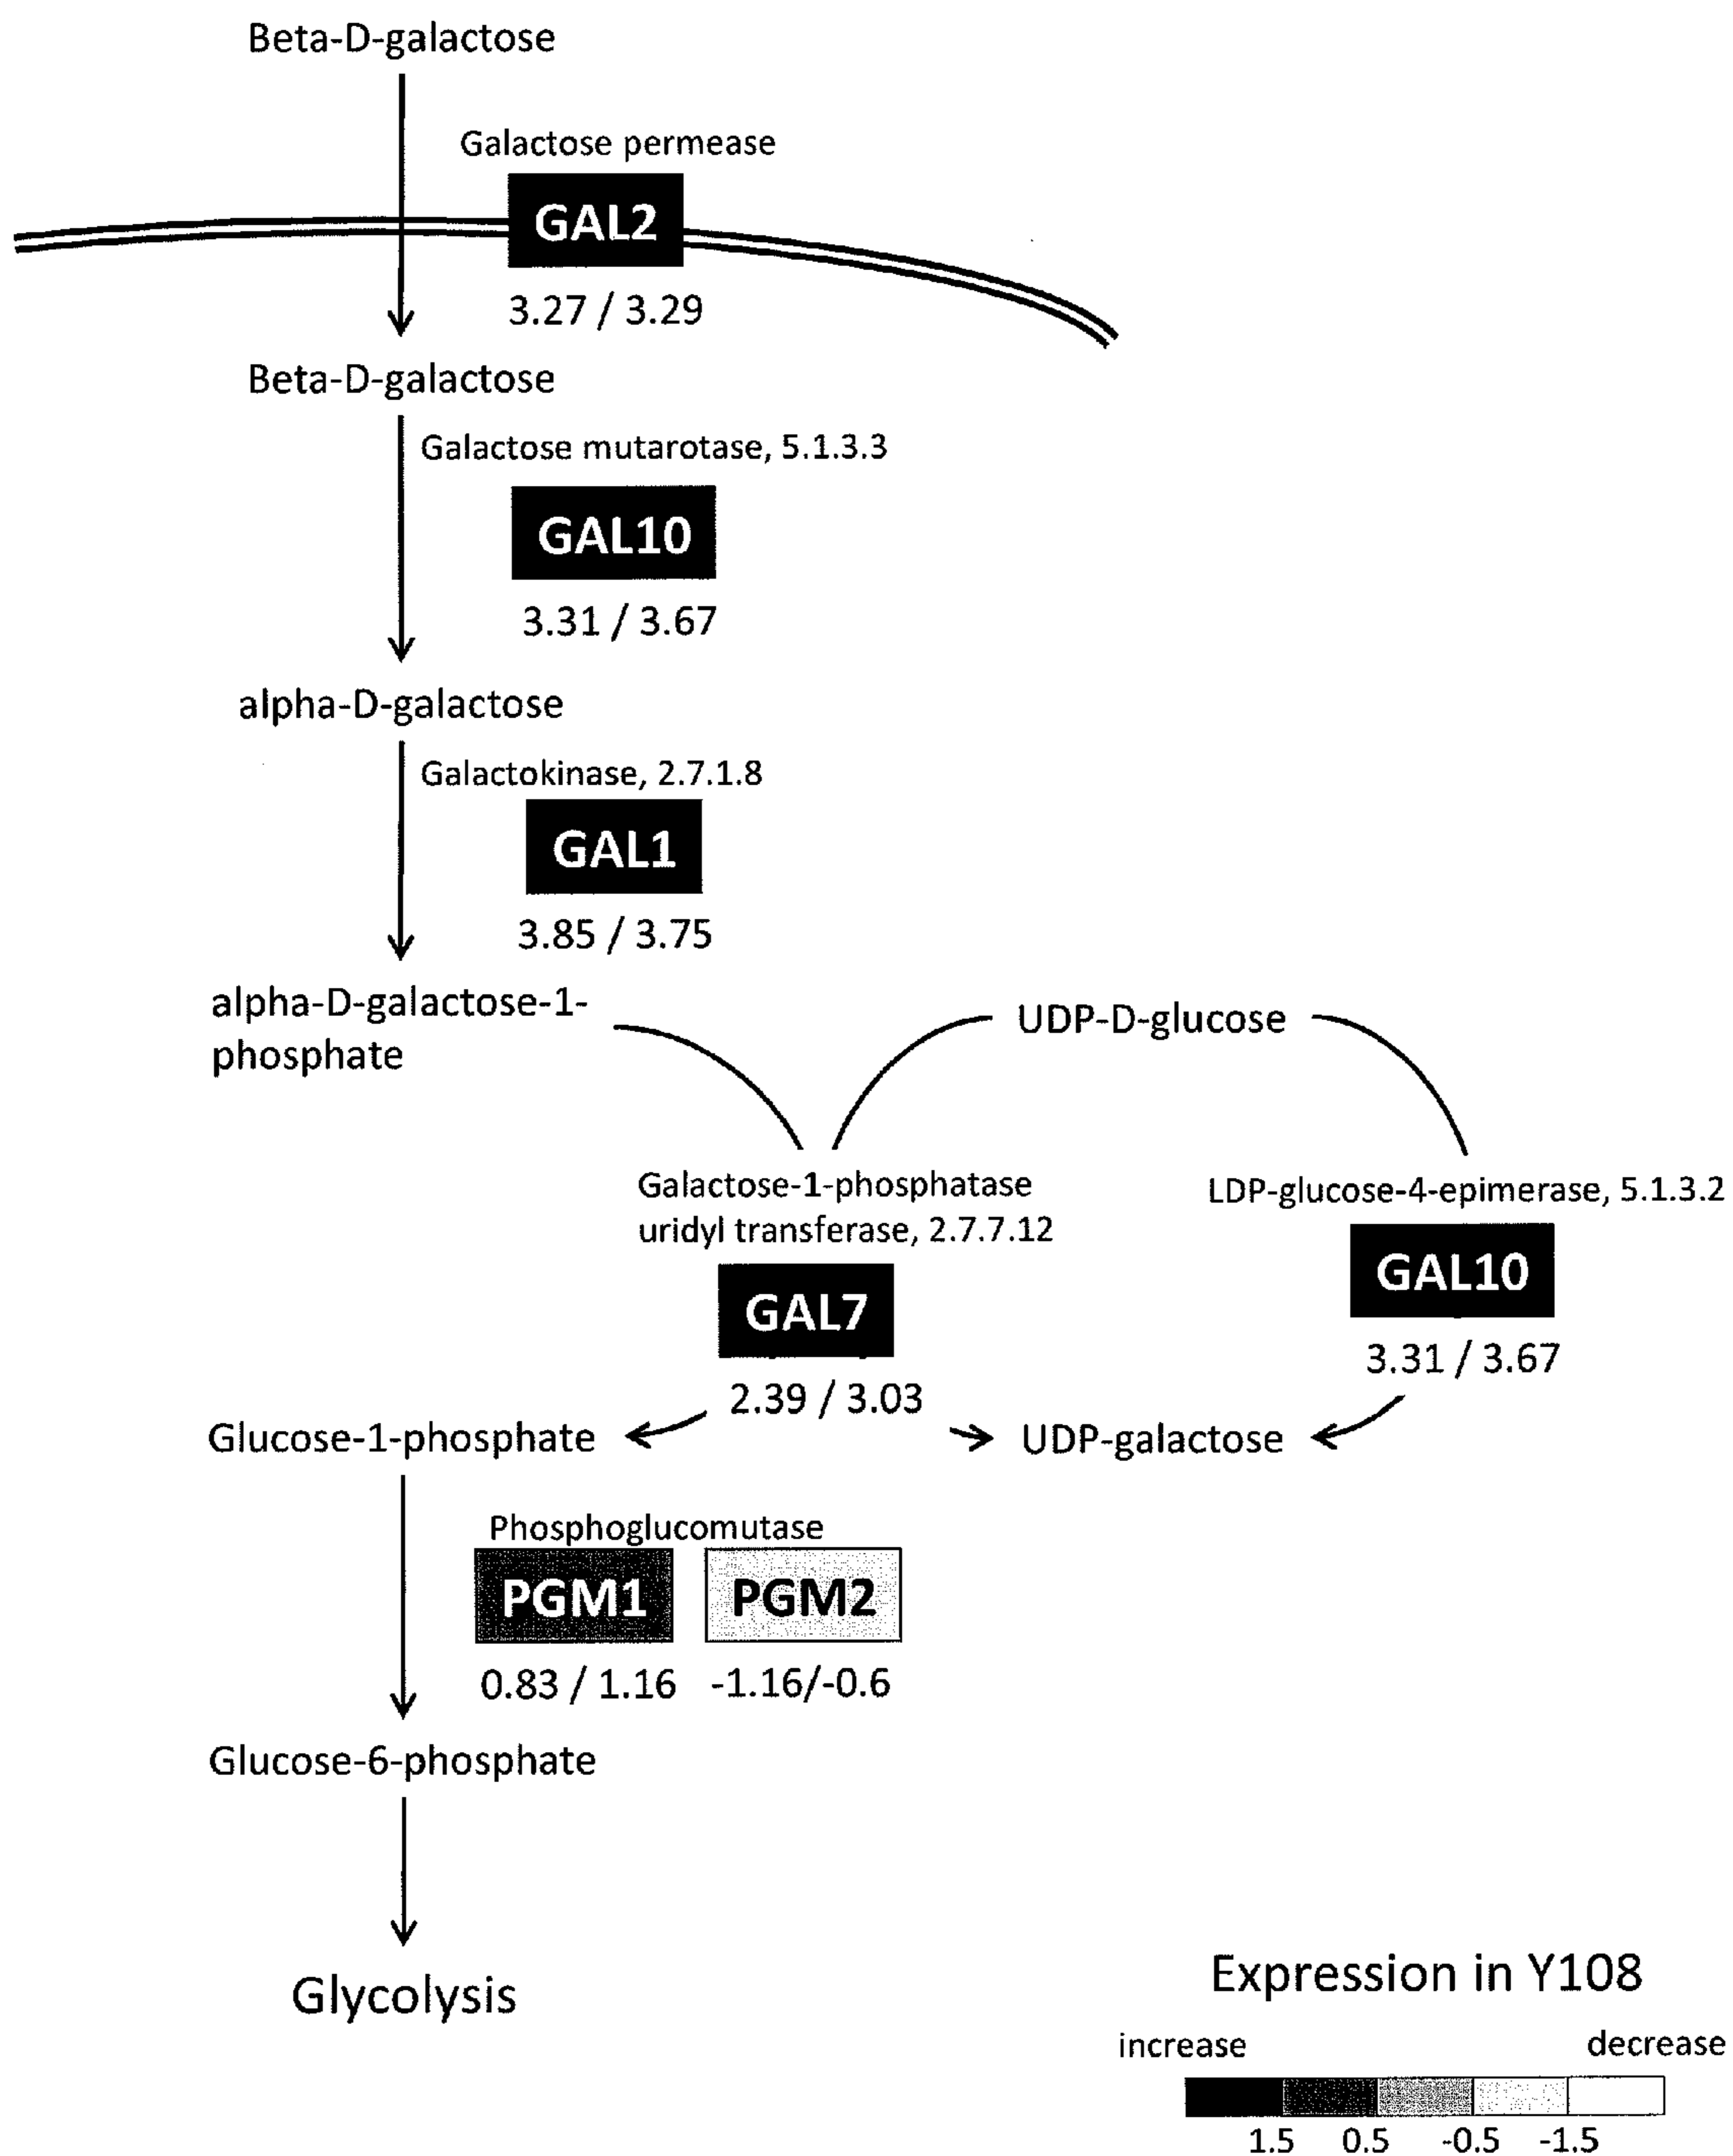 Beta-D-galactose
Galactose permease
GAL2
3.27 / 3.29
Beta-D-galactose
Galactose mutarotase, 5.1.3.3
GAL10
3.31 / 3.67
alpha-D-galactose
Galactokinase, 2.7.1.8
GAL1
3.85 / 3.75
alpha-D-galactose-1-
phosphate
UDP-D-glucose
Galactose-1-phosphatase
uridyl transferase, 2.7.7.12
GAL7
2.39 / 3.03
LDP-glucose-4-epimerase, 5.1.3.2
GAL10
3.31 / 3.67
Glucose-1-phosphate
UDP-galactose
Phosphoglucomutase
PGM1 PGM2
0.83 / 1.16 -1.16/-0.6
Glucose-6-phosphate
Glycolysis
Expression in Y108
increase decrease
1.5 0.5 -0.5 -1.5